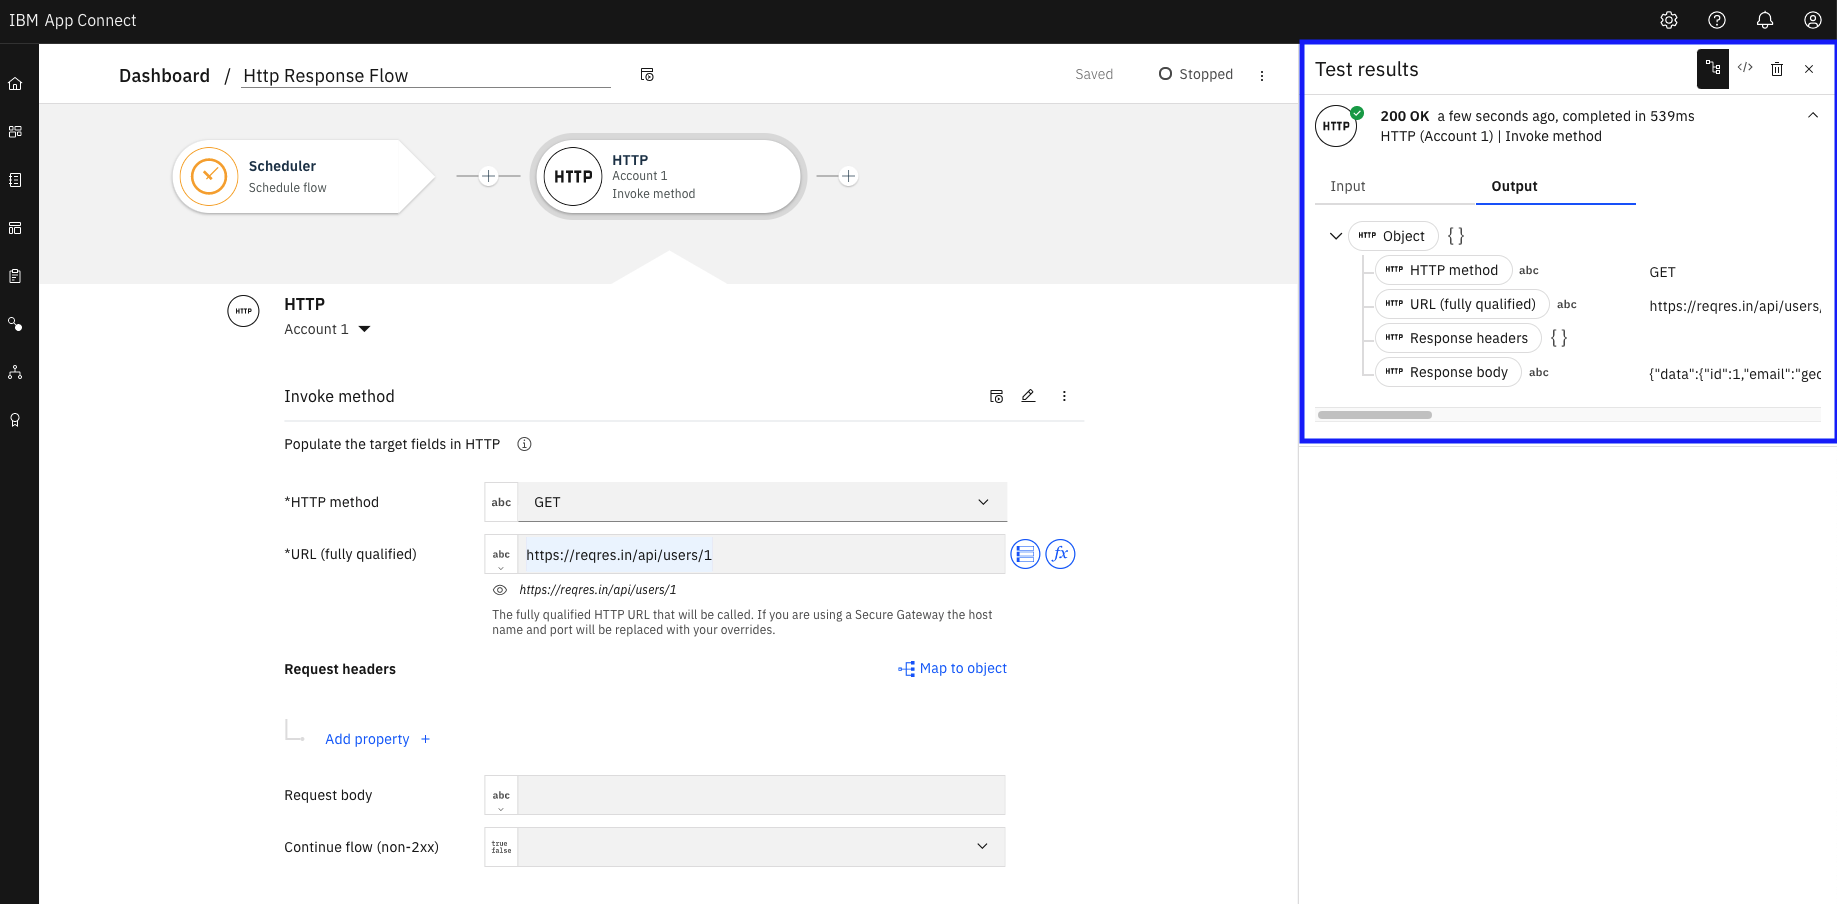 IBM App Connect
Dashboard / Http Response Flow
Saved
Stopped
Scheduler
Schedule flow
HTTP
HTTP
Account 1
Invoke method
HTTP
HTTP
Account 1
Invoke method
Populate the target fields in HTTP
*HTTP method
abc
GET
*URL (fully qualified)
abc
https://reqres.in/api/users/1
fx
https://reqres.in/api/users/1
The fully qualified HTTP URL that will be called. If you are using a Secure Gateway the host
name and port will be replaced with your overrides.
Request headers
Map to object
Add property +
Request body
abc
Continue flow (non-2xx)
true
false
Test results
</>
HTTP
200 OK a few seconds ago, completed in 539ms
HTTP (Account 1) | Invoke method
Input
Output
HTTP Object { }
HTTP HTTP method abc GET
HTTP URL (fully qualified) abc https://reqres.in/api/users/
HTTP Response headers { }
HTTP Response body abc {"data":{"id":1,"email":"geo